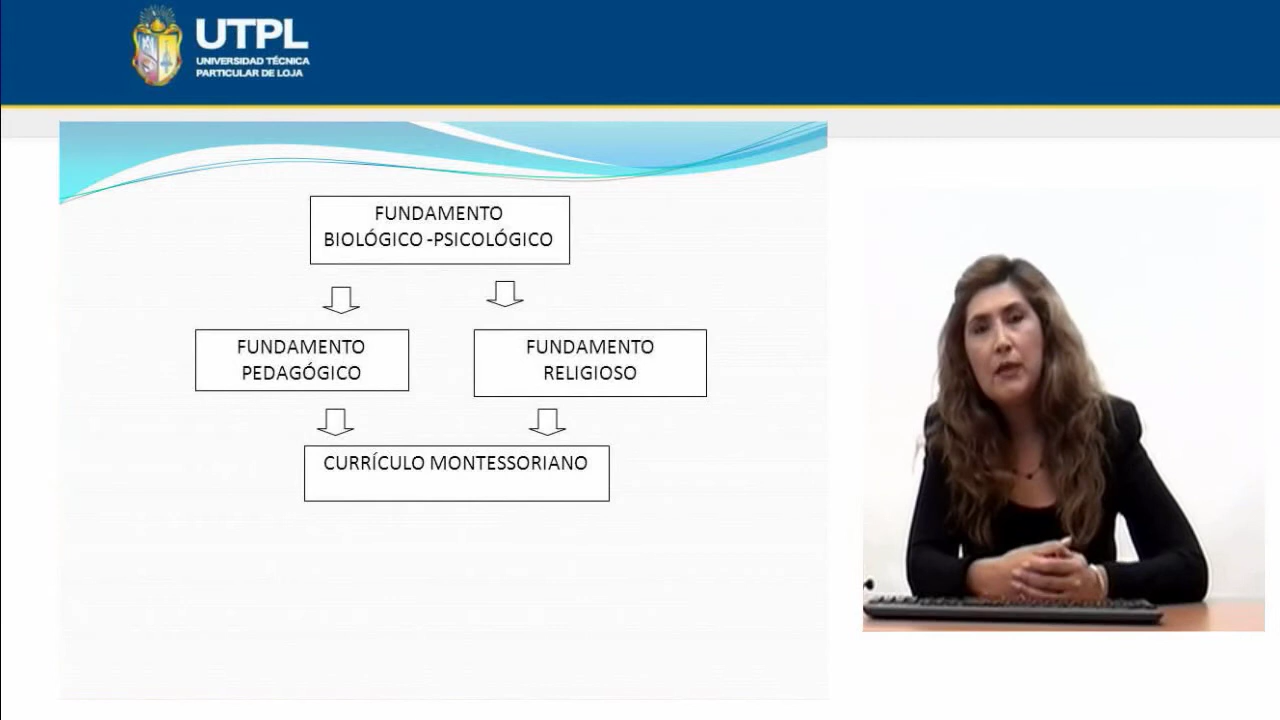 UTPL
UNIVERSIDAD TÉCNICA
PARTICULAR DE LOJA
FUNDAMENTO
BIOLÓGICO -PSICOLÓGICO
FUNDAMENTO
PEDAGÓGICO
FUNDAMENTO
RELIGIOSO
CURRÍCULO MONTESSORIANO